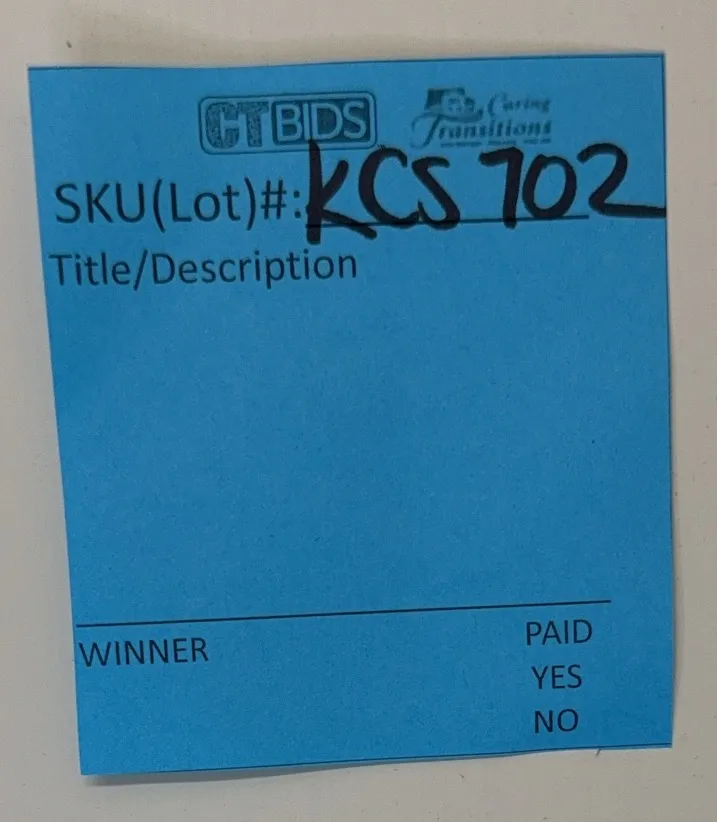 CTBIDS
Caring
Transitions
SKU(Lot)#: KCS 702
Title/Description
WINNER
PAID
YES
NO